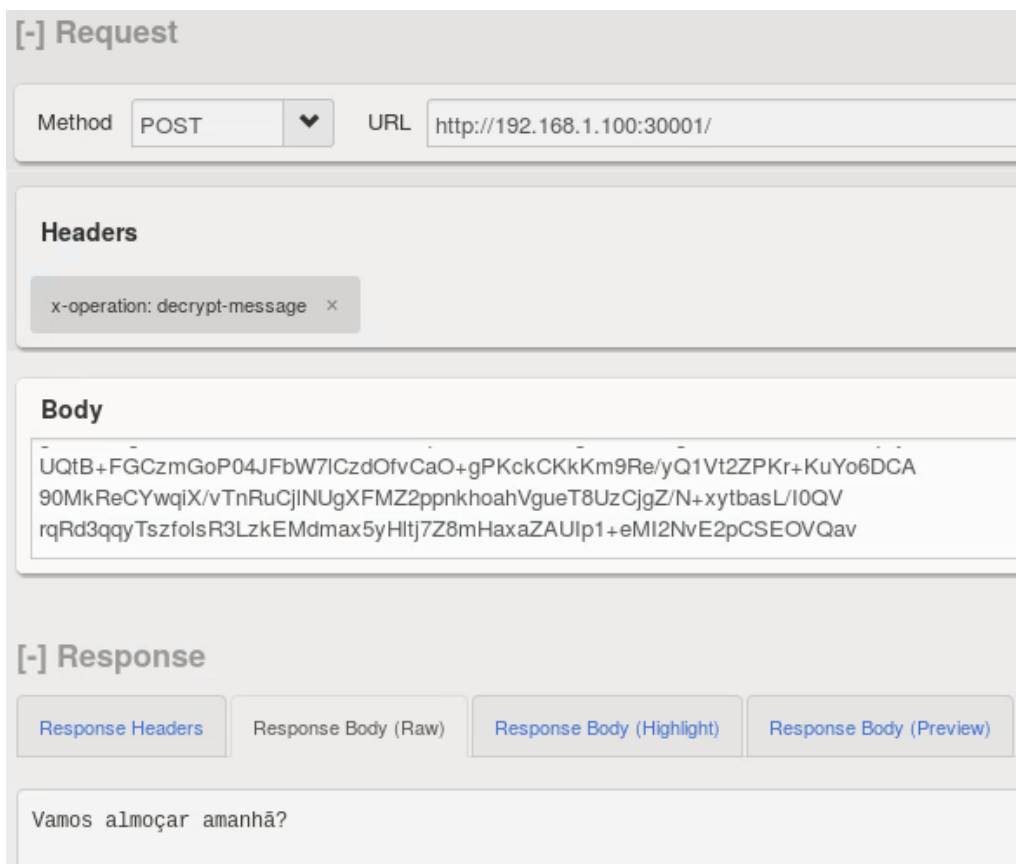 [-] Request
Method POST URL http://192.168.1.100:30001/
Headers
x-operation: decrypt-message ×
Body
UQtB+FGCzmGoP04JFbW7lCzdOfvCaO+gPKckCKkKm9Re/yQ1Vt2ZPKr+KuYo6DCA
90MkReCYwqiX/vTnRuCjlNUgXFMZ2ppnkhoahVgueT8UzCjgZ/N+xytbasL/I0QV
rqRd3qqyTszfolsR3LzkEMdmax5yHltj7Z8mHaxaZAUIp1+eMI2NvE2pCSEOVQav
[-] Response
Response Headers Response Body (Raw) Response Body (Highlight) Response Body (Preview)
Vamos almoçar amanhã?